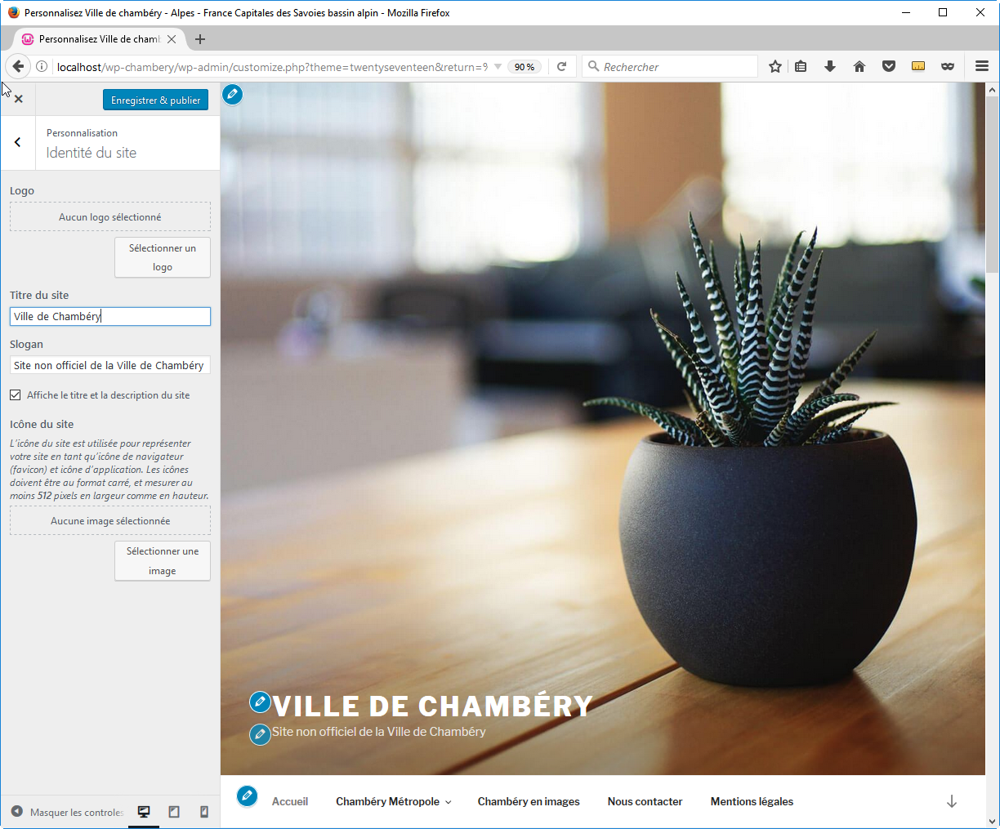 Personnalisez Ville de chambéry - Alpes - France Capitales des Savoies bassin alpin - Mozilla Firefox
Personnalisez Ville de chamb
localhost/wp-chambery/wp-admin/customize.php?theme=twentyseventeen&return=%
90 %
Rechercher
Enregistrer & publier
Personnalisation
Identité du site
Logo
Aucun logo sélectionné
Sélectionner un
logo
Titre du site
Ville de Chambéry
Slogan
Site non officiel de la Ville de Chambéry
Affiche le titre et la description du site
Icône du site
L'icône du site est utilisée pour représenter
votre site en tant qu'icône de navigateur
(favicon) et icône d'application. Les icônes
doivent être au format carré, et mesurer au
moins 512 pixels en largeur comme en hauteur.
Aucune image sélectionnée
Sélectionner une
image
Masquer les controles
VILLE DE CHAMBÉRY
Site non officiel de la Ville de Chambéry
Accueil
Chambéry Métropole
Chambéry en images
Nous contacter
Mentions légales